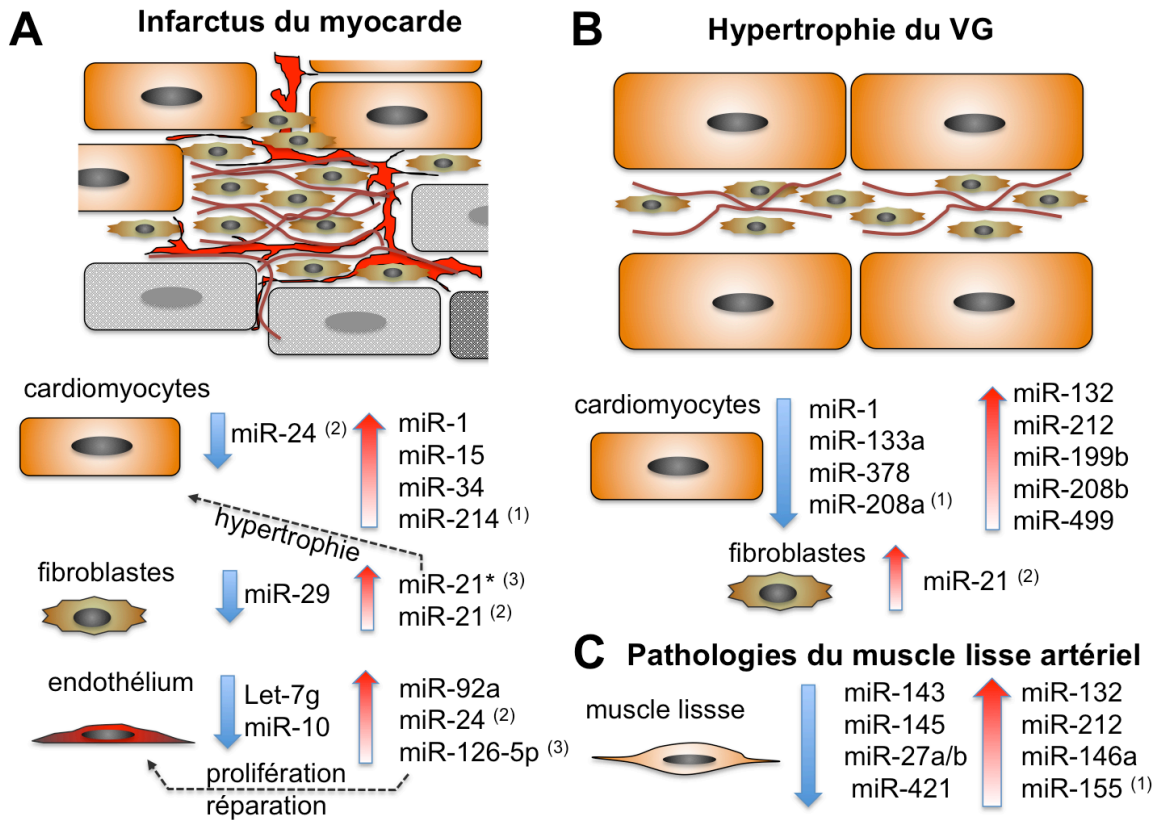 A Infarctus du myocarde
cardiomyocytes
miR-24 (2)
miR-1
miR-15
miR-34
miR-214 (1)
hypertrophie
fibroblastes
miR-29
miR-21* (3)
miR-21 (2)
endothélium
Let-7g
miR-10
miR-92a
miR-24 (2)
miR-126-5p (3)
prolifération
réparation
B Hypertrophie du VG
cardiomyocytes
miR-1
miR-133a
miR-378
miR-208a (1)
miR-132
miR-212
miR-199b
miR-208b
miR-499
fibroblastes
miR-21 (2)
C Pathologies du muscle lisse artériel
muscle lissse
miR-143
miR-145
miR-27a/b
miR-421
miR-132
miR-212
miR-146a
miR-155 (1)